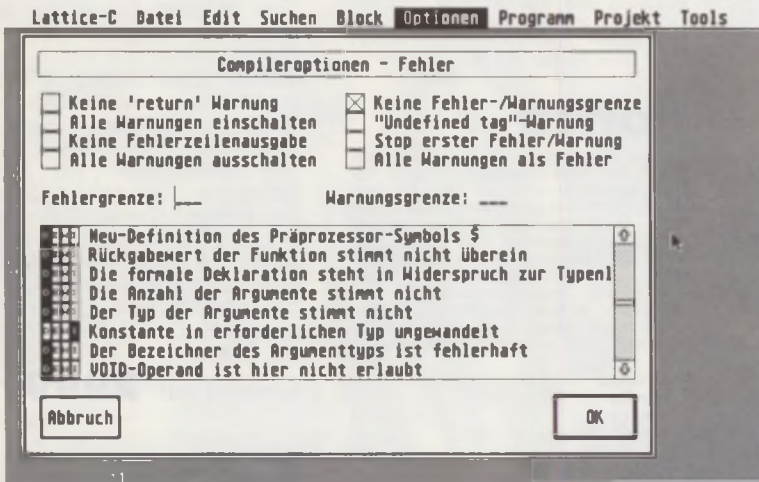 Lattice-C Datei Edit Suchen Block Optionen Programm Projekt Tools
Compileroptionen - Fehler
Keine 'return' Warnung
Alle Warnungen einschalten
Keine Fehlerzeilenausgabe
Alle Warnungen ausschalten
Keine Fehler-/Warnungsgrenze
"Undefined tag"-Warnung
Stop erster Fehler/Warnung
Alle Warnungen als Fehler
Fehlergrenze: ___
Warnungsgrenze: ___
Neu-Definition des Präprozessor-Symbols $
Rückgabewert der Funktion stimmt nicht überein
Die formale Deklaration steht in Widerspruch zur Typenl
Die Anzahl der Argumente stimmt nicht
Der Typ der Argumente stimmt nicht
Konstante in erforderlichen Typ umgewandelt
Der Bezeichner des Argumenttyps ist fehlerhaft
VOID-Operand ist hier nicht erlaubt
Abbruch
OK